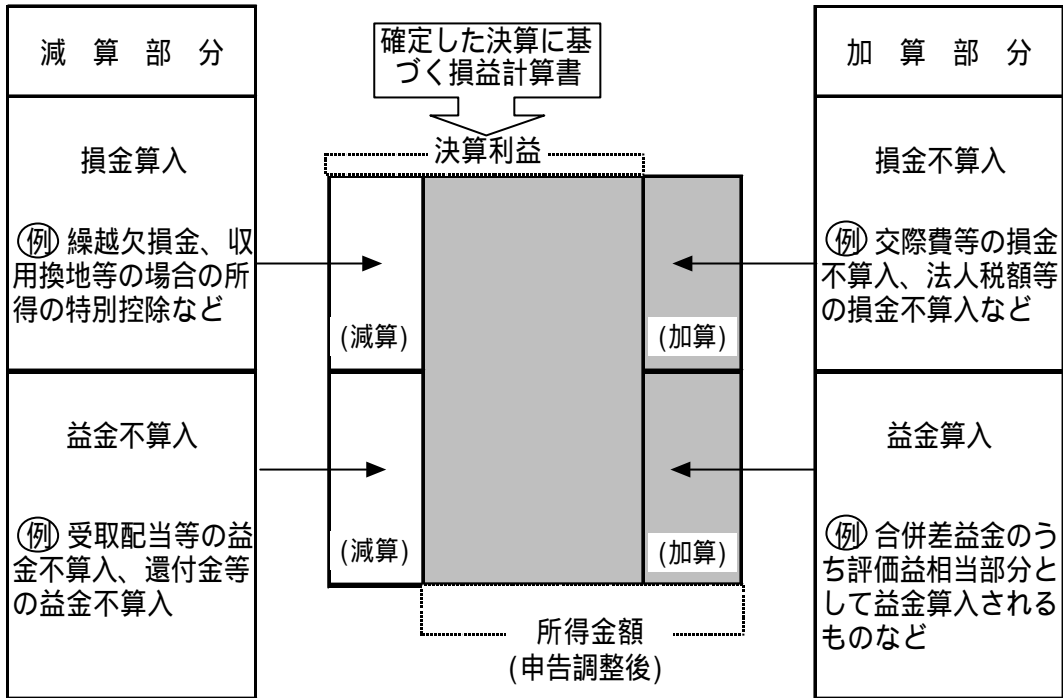 減算部分
損金算入
例 繰越欠損金、収
用換地等の場合の所
得の特別控除など
益金不算入
例 受取配当等の益
金不算入、還付金等
の益金不算入
確定した決算に基
づく損益計算書
決算利益
(減算)
(加算)
(減算)
(加算)
所得金額
(申告調整後)
加算部分
損金不算入
例 交際費等の損金
不算入、法人税額等
の損金不算入など
益金算入
例 合併差益金のう
ち評価益相当部分と
して益金算入される
ものなど